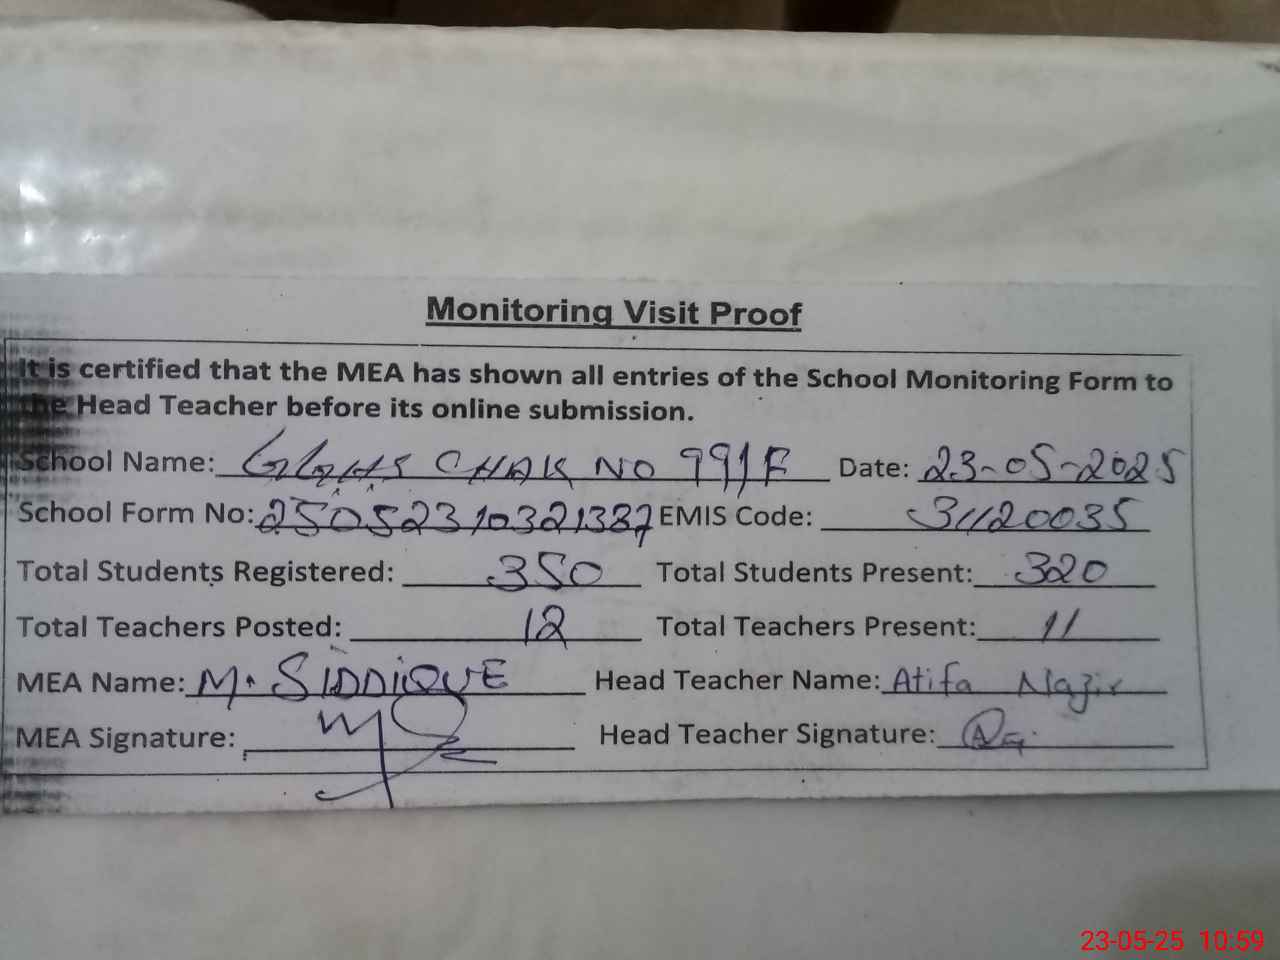 Monitoring Visit Proof
It is certified that the MEA has shown all entries of the School Monitoring Form to
the Head Teacher before its online submission.
School Name: GGHS CHAK NO 99/F Date: 23-05-2025
School Form No: EMIS Code: 31120035
Total Students Registered: 350 Total Students Present: 320
Total Teachers Posted: 12 Total Teachers Present: 11
MEA Name: M. SIDDIQUE Head Teacher Name: Atifa Nazir
MEA Signature: Head Teacher Signature:
23-05-25 10:59